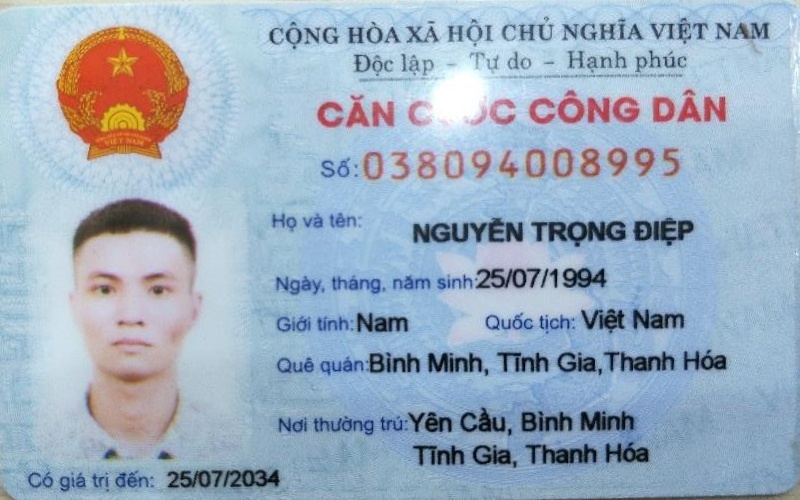 CỘNG HÒA XÃ HỘI CHỦ NGHĨA VIỆT NAM
Độc lập - Tự do - Hạnh phúc
CĂN CƯỚC CÔNG DÂN
Số: 038094008995
Họ và tên: NGUYỄN TRỌNG ĐIỆP
Ngày, tháng, năm sinh: 25/07/1994
Giới tính: Nam Quốc tịch: Việt Nam
Quê quán: Bình Minh, Tĩnh Gia, Thanh Hóa
Nơi thường trú: Yên Cầu, Bình Minh
Tĩnh Gia, Thanh Hóa
Có giá trị đến: 25/07/2034